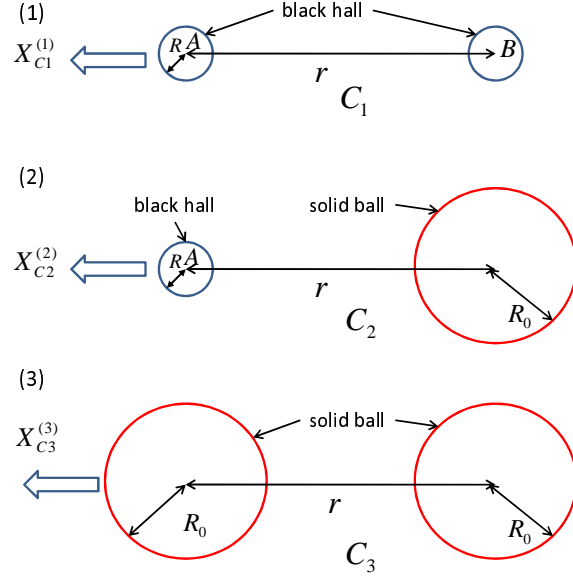 (1)
black hall
X_{C1}^{(1)}
R A
B
r
C_1
(2)
black hall
solid ball
X_{C2}^{(2)}
R A
r
R_0
C_2
(3)
solid ball
X_{C3}^{(3)}
r
R_0
R_0
C_3